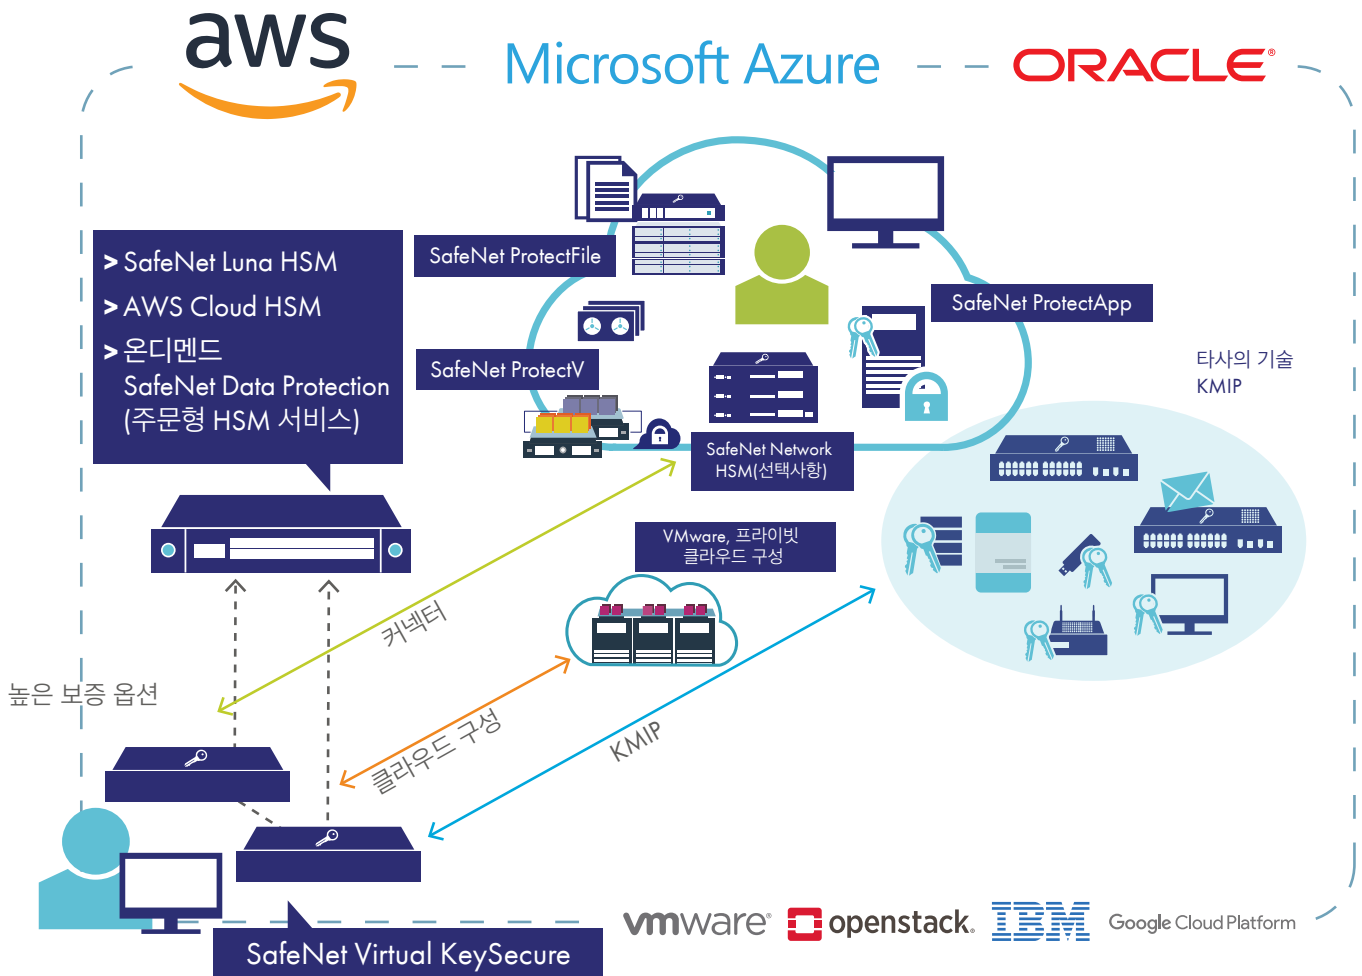 aws
Microsoft Azure
ORACLE®
> SafeNet Luna HSM
> AWS Cloud HSM
> 온디멘드
SafeNet Data Protection
(주문형 HSM 서비스)
SafeNet ProtectFile
SafeNet ProtectApp
SafeNet ProtectV
타사의 기술
KMIP
SafeNet Network
HSM(선택사항)
VMware, 프라이빗
클라우드 구성
커넥터
높은 보증 옵션
클라우드 구성
KMIP
SafeNet Virtual KeySecure
vmware®
openstack.
IBM
Google Cloud Platform